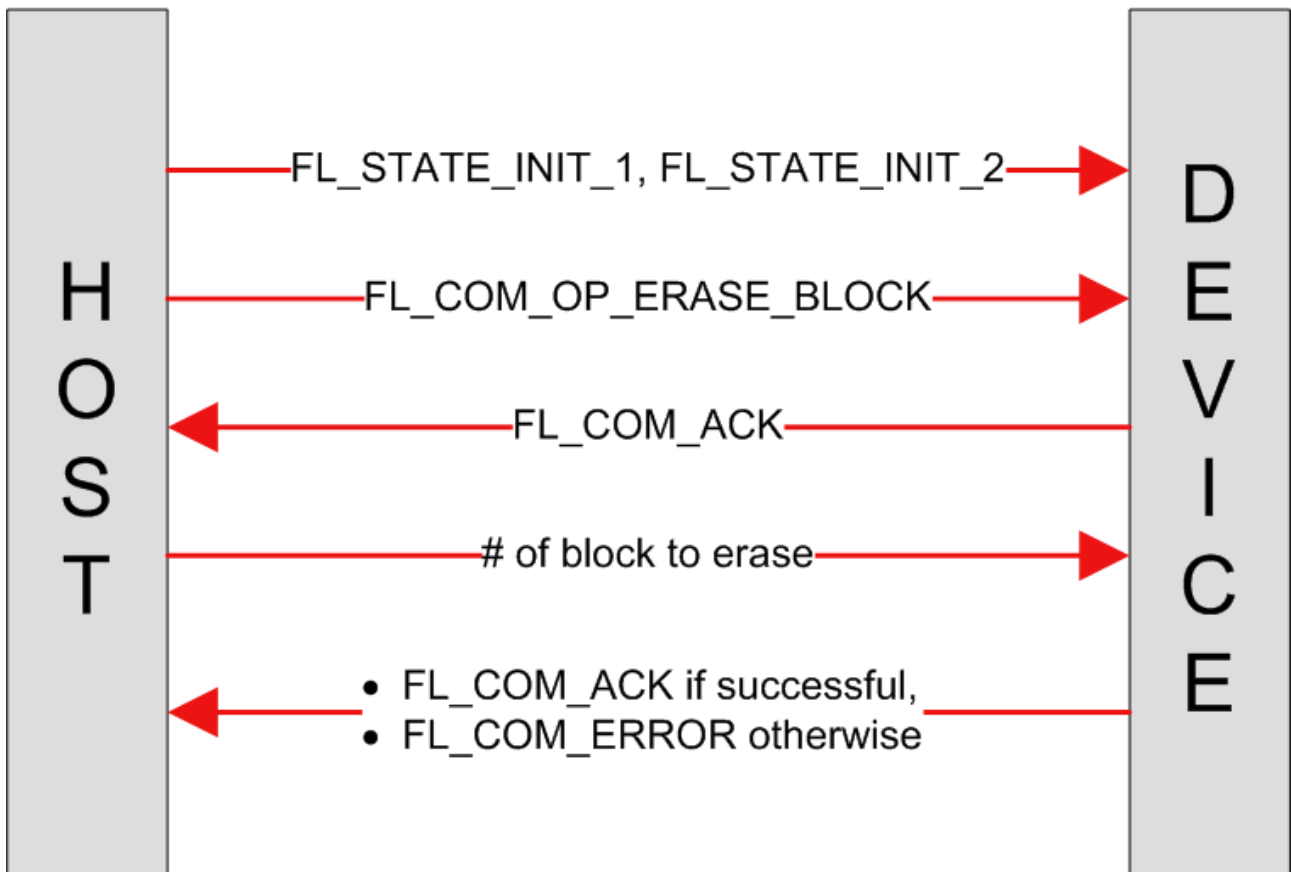 HOST
DEVICE
FL_STATE_INIT_1, FL_STATE_INIT_2
FL_COM_OP_ERASE_BLOCK
FL_COM_ACK
# of block to erase
• FL_COM_ACK if successful,
• FL_COM_ERROR otherwise